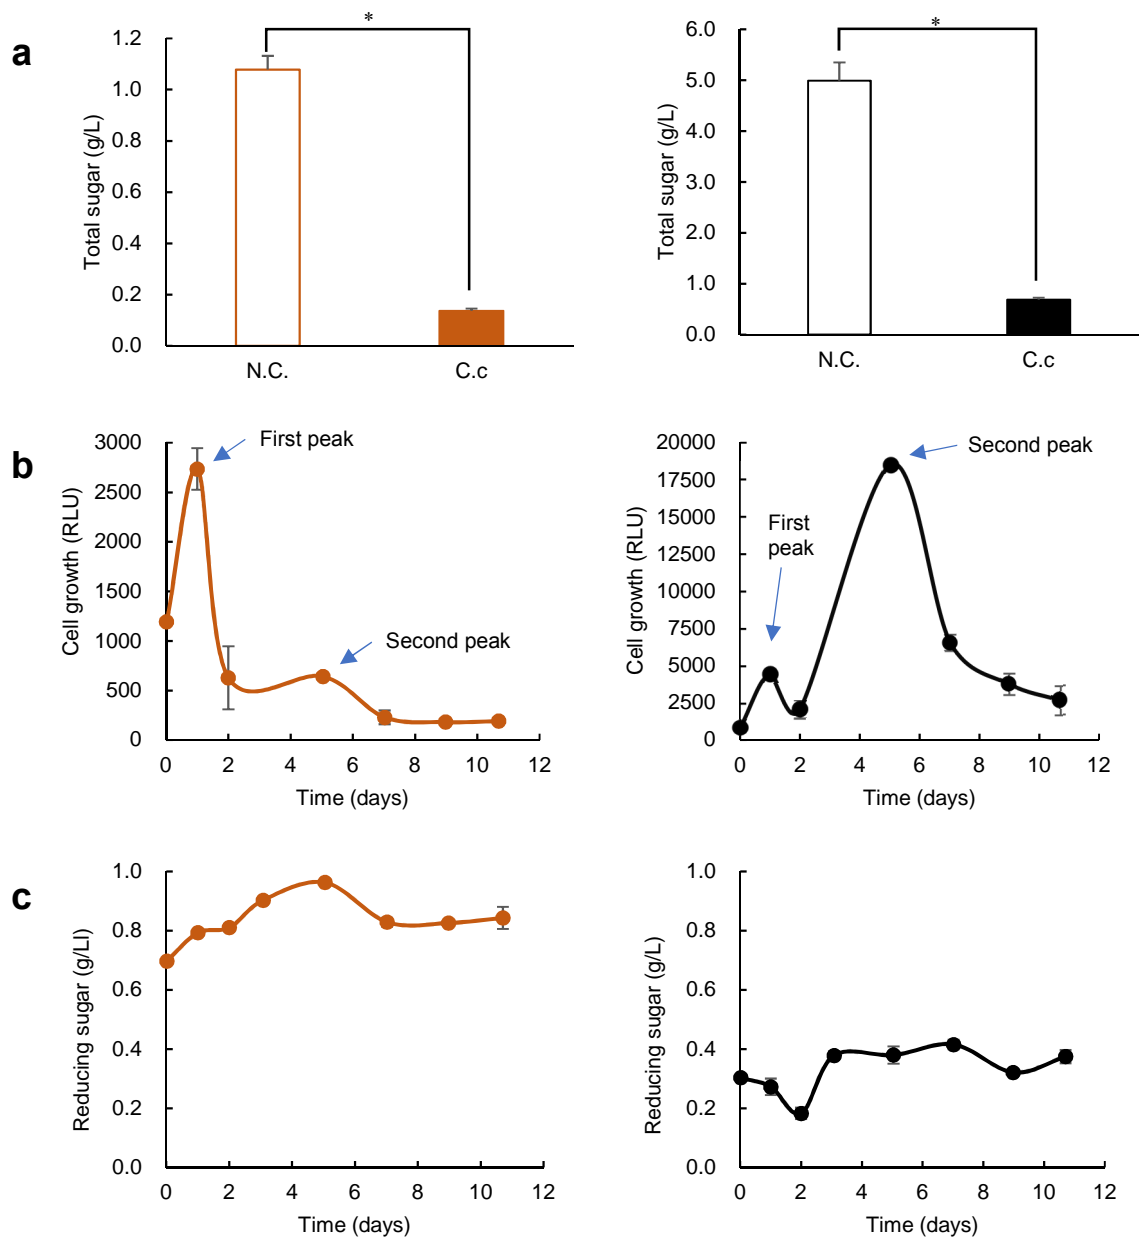 a
Total sugar (g/L)
1.2
1.0
0.8
0.6
0.4
0.2
0.0
*
N.C.
C.c
Total sugar (g/L)
6.0
5.0
4.0
3.0
2.0
1.0
0.0
*
N.C.
C.c
b
Cell growth (RLU)
3000
2500
2000
1500
1000
500
0
First peak
Second peak
0 2 4 6 8 10 12
Time (days)
Cell growth (RLU)
20000
17500
15000
12500
10000
7500
5000
2500
0
First
peak
Second peak
0 2 4 6 8 10 12
Time (days)
c
Reducing sugar (g/Ll)
1.0
0.8
0.6
0.4
0.2
0.0
0 2 4 6 8 10 12
Time (days)
Reducing sugar (g/L)
1.0
0.8
0.6
0.4
0.2
0.0
0 2 4 6 8 10 12
Time (days)